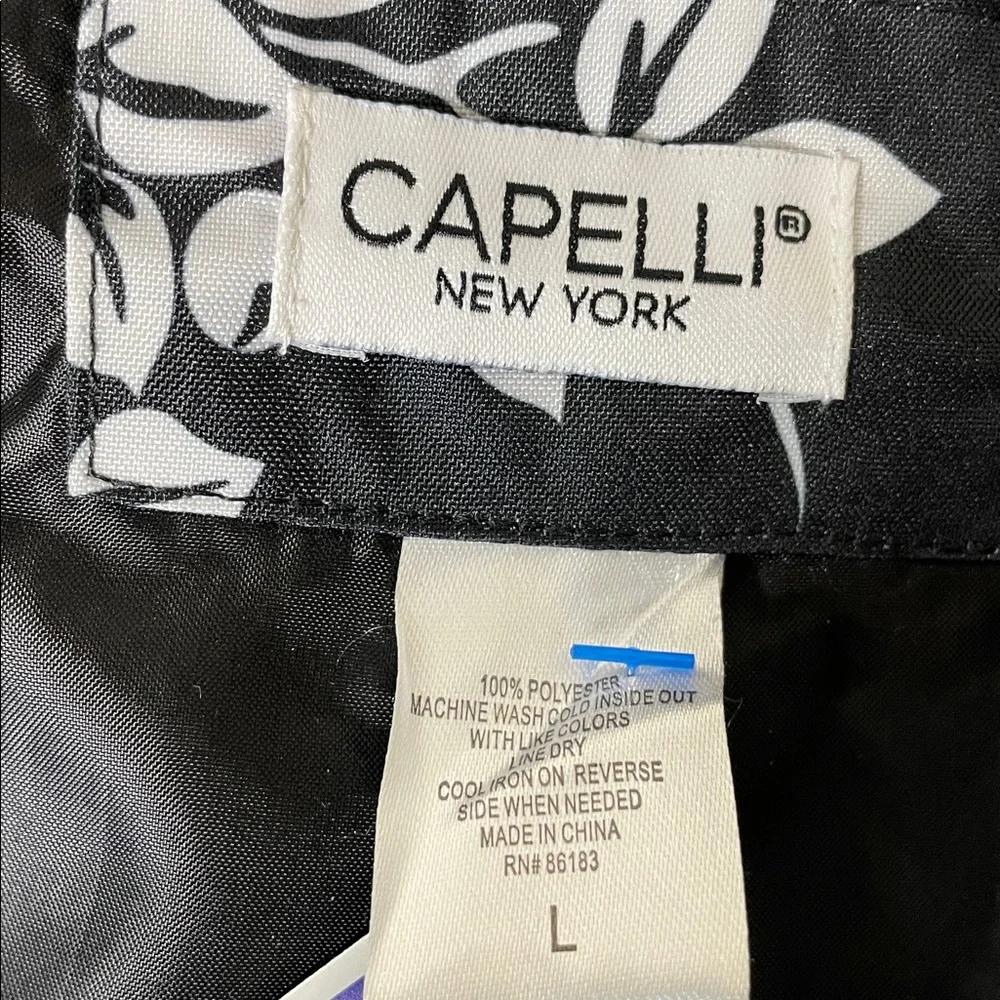 CAPELLI®
NEW YORK
100% POLYESTER
MACHINE WASH COLD INSIDE OUT
WITH LIKE COLORS
LINE DRY
COOL IRON ON REVERSE
SIDE WHEN NEEDED
MADE IN CHINA
RN# 86183
L